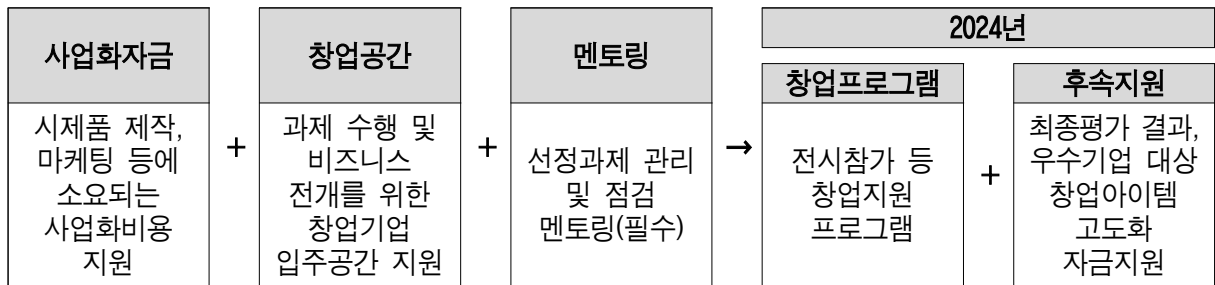 사업화자금
시제품 제작,
마케팅 등에
소요되는
사업화비용
지원
+
창업공간
과제 수행 및
비즈니스
전개를 위한
창업기업
입주공간 지원
+
멘토링
선정과제 관리
및 점검
멘토링(필수)
→
2024년
창업프로그램
전시참가 등
창업지원
프로그램
+
후속지원
최종평가 결과,
우수기업 대상
창업아이템
고도화
자금지원